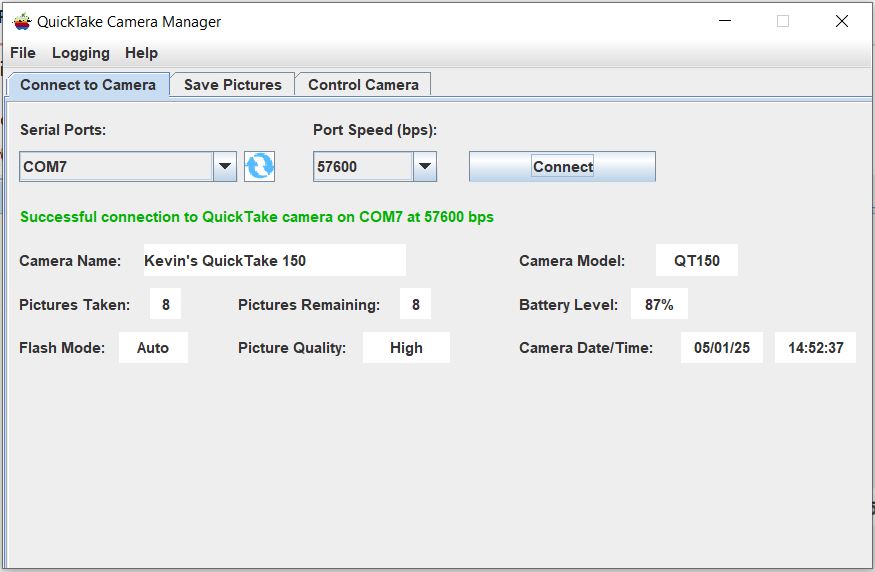 QuickTake Camera Manager
File Logging Help
Connect to Camera Save Pictures Control Camera
Serial Ports: Port Speed (bps):
COM7 57600 Connect
Successful connection to QuickTake camera on COM7 at 57600 bps
Camera Name: Kevin's QuickTake 150 Camera Model: QT150
Pictures Taken: 8 Pictures Remaining: 8 Battery Level: 87%
Flash Mode: Auto Picture Quality: High Camera Date/Time: 05/01/25 14:52:37